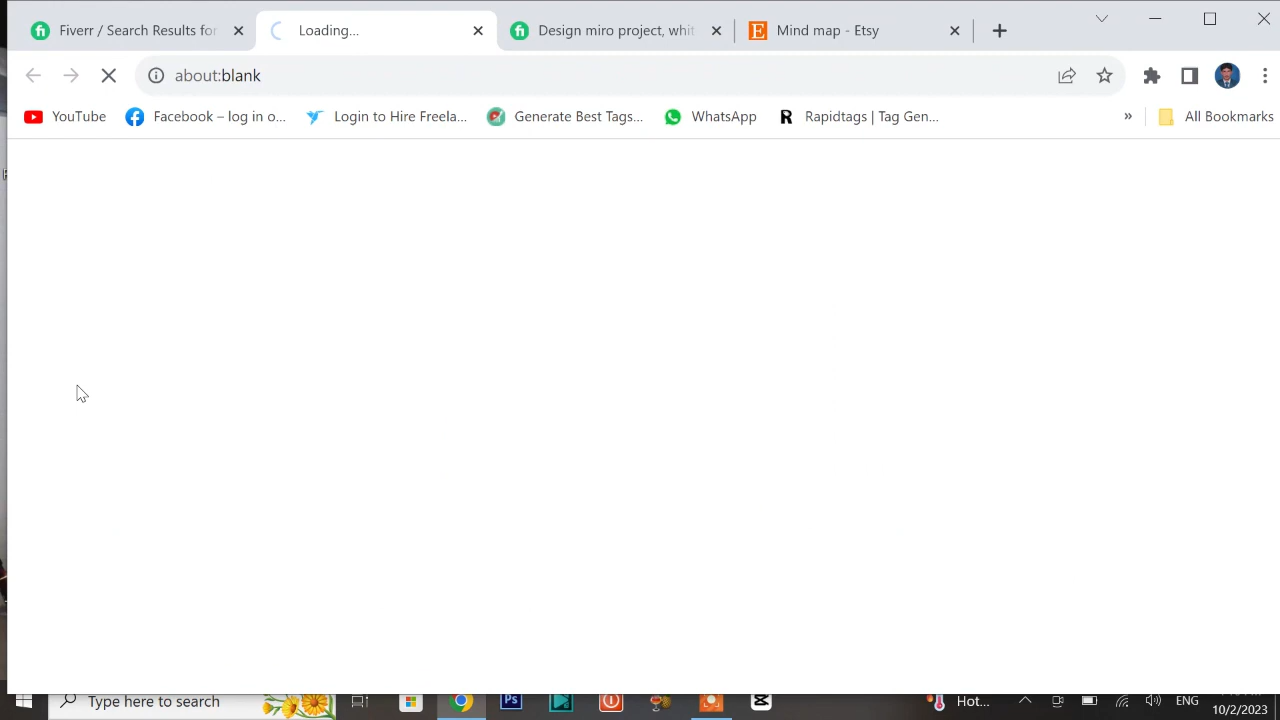 Fiverr / Search Results for
Loading...
Design miro project, whit
Mind map - Etsy
about:blank
YouTube
Facebook – log in o...
Login to Hire Freela...
Generate Best Tags...
WhatsApp
Rapidtags | Tag Gen...
»
All Bookmarks
Type here to search
Ps
Hot...
ENG
10/2/2023